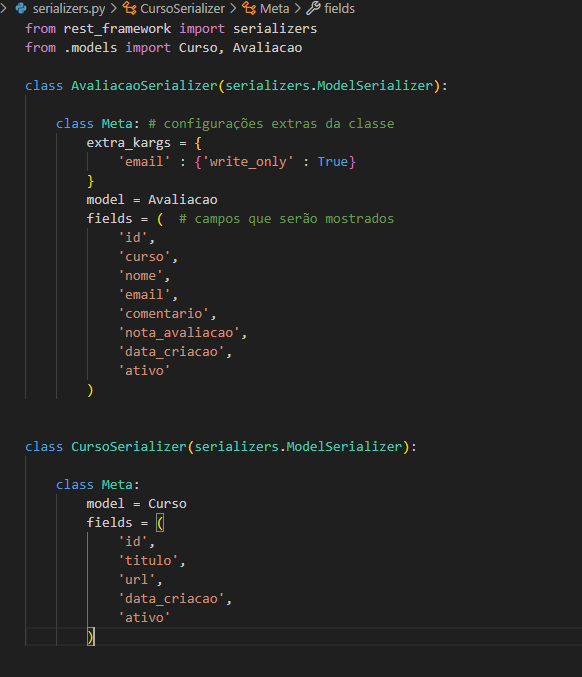 serializers.py > CursoSerializer > Meta > fields
from rest_framework import serializers
from .models import Curso, Avaliacao
class AvaliacaoSerializer(serializers.ModelSerializer):
class Meta: # configurações extras da classe
extra_kargs = {
'email' : {'write_only' : True}
}
model = Avaliacao
fields = ( # campos que serão mostrados
'id',
'curso',
'nome',
'email',
'comentario',
'nota_avaliacao',
'data_criacao',
'ativo'
)
class CursoSerializer(serializers.ModelSerializer):
class Meta:
model = Curso
fields = (
'id',
'titulo',
'url',
'data_criacao',
'ativo'
)